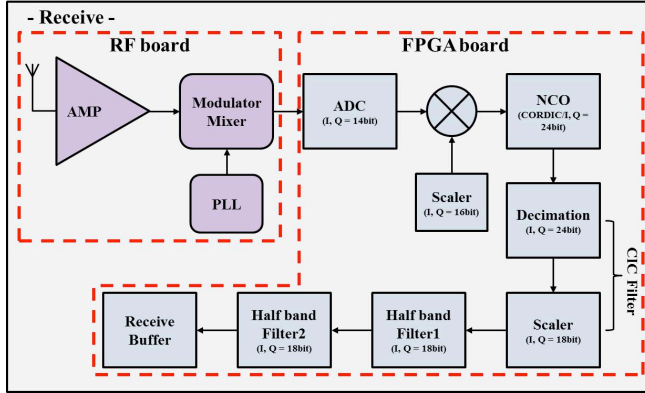 - Receive -
RF board
FPGA board
AMP
Modulator
Mixer
PLL
ADC
(I, Q = 14bit)
Scaler
(I, Q = 16bit)
NCO
(CORDIC/I, Q =
24bit)
Decimation
(I, Q = 24bit)
CIC Filter
Scaler
(I, Q = 18bit)
Half band
Filter1
(I, Q = 18bit)
Half band
Filter2
(I, Q = 18bit)
Receive
Buffer